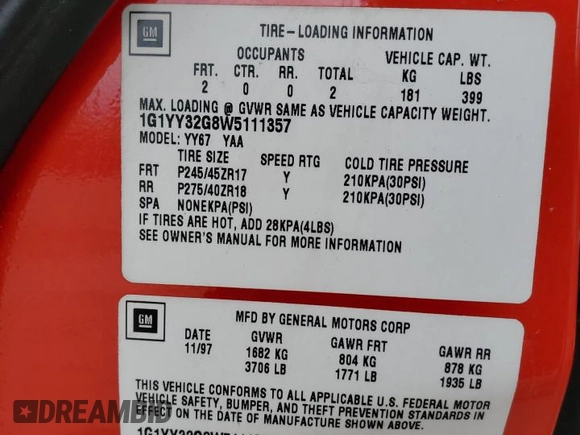 GM
TIRE-LOADING INFORMATION
OCCUPANTS VEHICLE CAP. WT.
FRT. CTR. RR. TOTAL KG LBS
2 0 0 2 181 399
MAX. LOADING @ GVWR SAME AS VEHICLE CAPACITY WEIGHT.
1G1YY32G8W5111357
MODEL: YY67 YAA
TIRE SIZE SPEED RTG COLD TIRE PRESSURE
FRT P245/45ZR17 Y 210KPA(30PSI)
RR P275/40ZR18 Y 210KPA(30PSI)
SPA NONEKPA(PSI)
IF TIRES ARE HOT, ADD 28KPA(4LBS)
SEE OWNER'S MANUAL FOR MORE INFORMATION
GM
MFD BY GENERAL MOTORS CORP
DATE GVWR GAWR FRT GAWR RR
11/97 1682 KG 804 KG 878 KG
3706 LB 1771 LB 1935 LB
THIS VEHICLE CONFORMS TO ALL APPLICABLE U.S. FEDERAL MOTOR
VEHICLE SAFETY, BUMPER, AND THEFT PREVENTION STANDARDS IN
EFFECT ON THE DATE OF MANUFACTURE SHOWN ABOVE.
DREAMBID